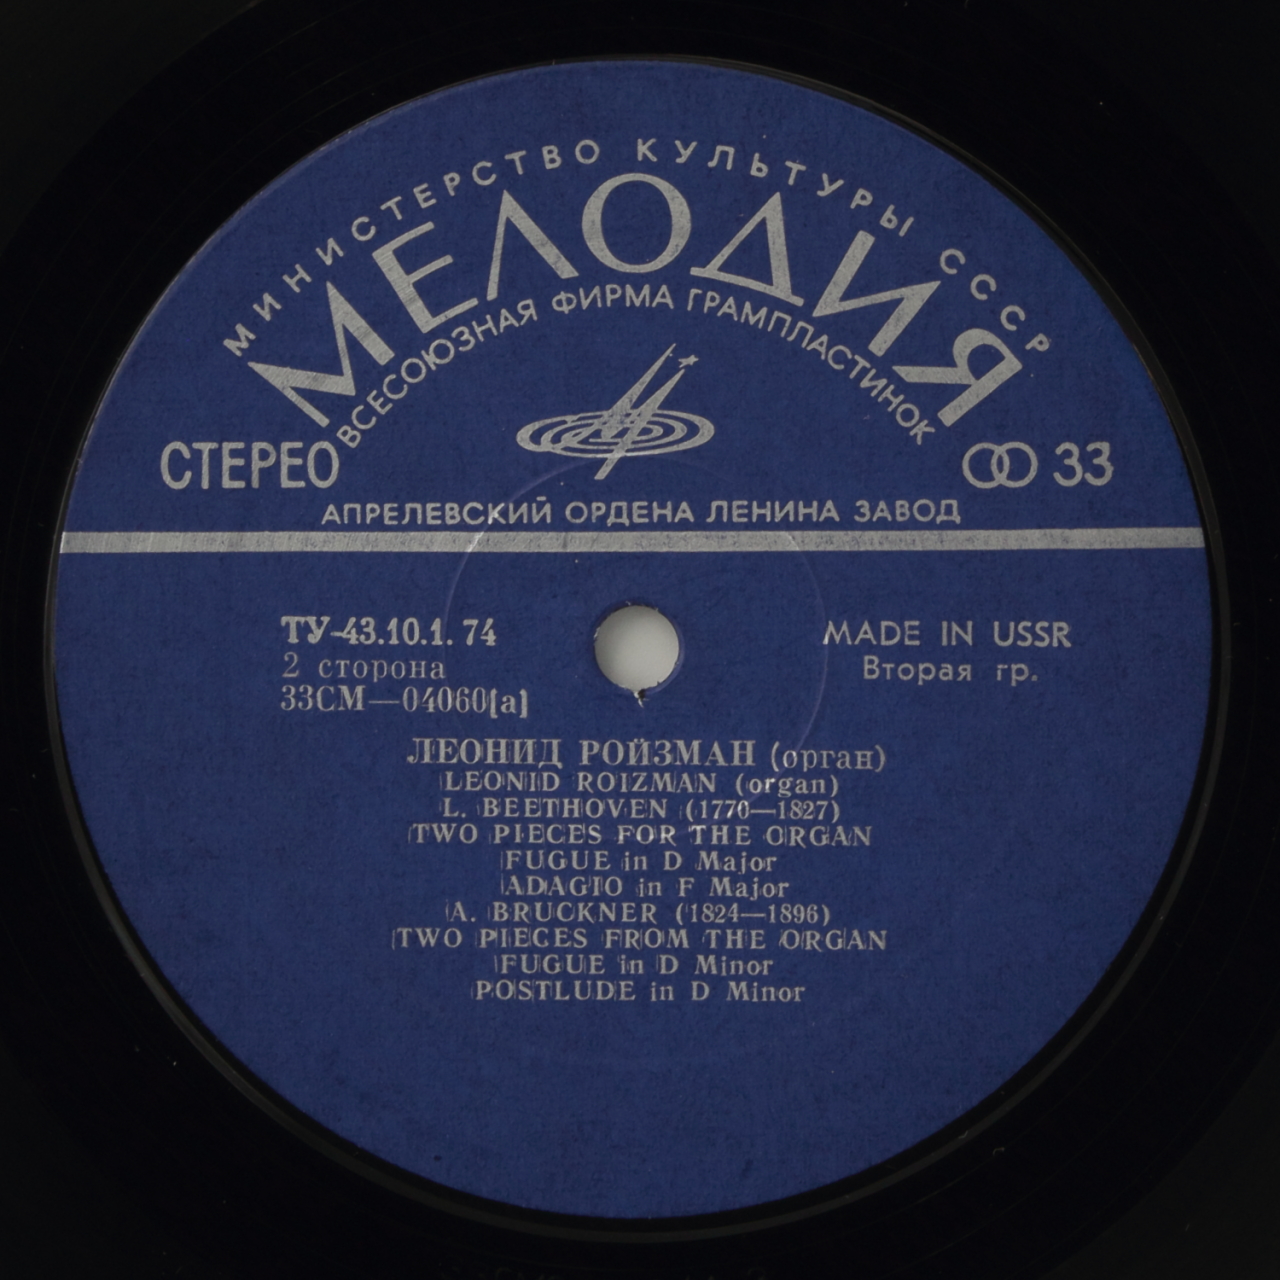 МИНИСТЕРСТВО КУЛЬТУРЫ СССР
МЕЛОДИЯ
ВСЕСОЮЗНАЯ ФИРМА ГРАМПЛАСТИНОК
СТЕРЕО
33
АПРЕЛЕВСКИЙ ОРДЕНА ЛЕНИНА ЗАВОД
ТУ-43.10.1.74
2 сторона
33СМ—04060(а)
MADE IN USSR
Вторая гр.
ЛЕОНИД РОЙЗМАН (орган)
LEONID ROIZMAN (organ)
L. BEETHOVEN (1770—1827)
TWO PIECES FOR THE ORGAN
FUGUE in D Major
ADAGIO in F Major
A. BRUCKNER (1824—1896)
TWO PIECES FROM THE ORGAN
FUGUE in D Minor
POSTLUDE in D Minor